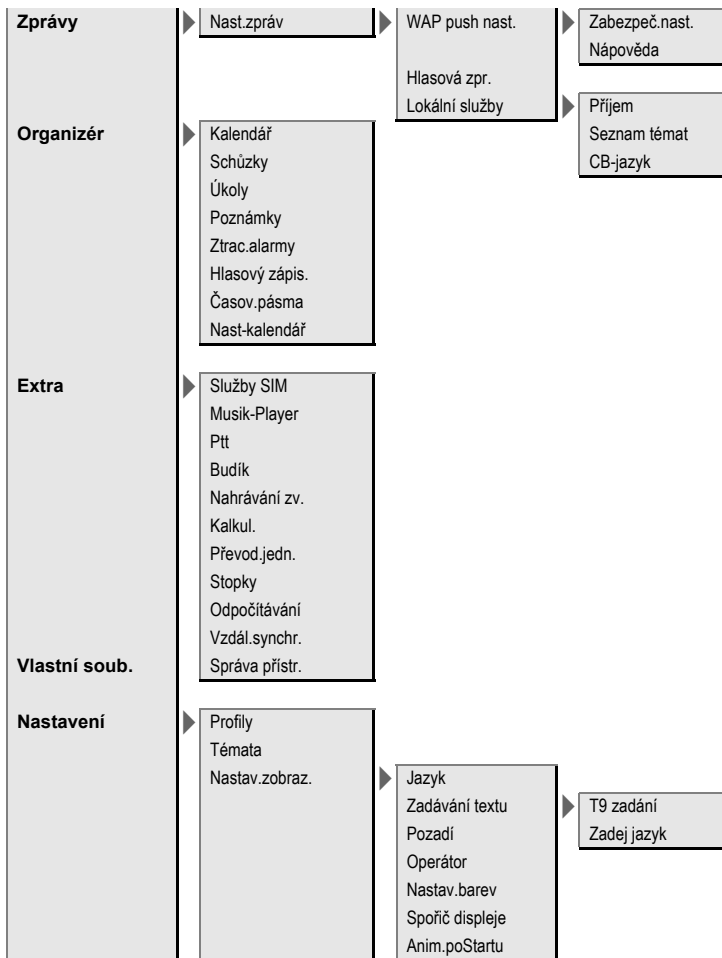 Zprávy
Nast.zpráv
WAP push nast.
Zabezpeč.nast.
Nápověda
Hlasová zpr.
Lokální služby
Příjem
Seznam témat
CB-jazyk
Organizér
Kalendář
Schůzky
Úkoly
Poznámky
Ztrac.alarmy
Hlasový zápis.
Časov.pásma
Nast-kalendář
Extra
Služby SIM
Musik-Player
Ptt
Budík
Nahrávání zv.
Kalkul.
Převod.jedn.
Stopky
Odpočítávání
Vzdál.synchr.
Správa přístr.
Vlastní soub.
Nastavení
Profily
Témata
Nastav.zobraz.
Jazyk
Zadávání textu
T9 zadání
Zadej jazyk
Pozadí
Operátor
Nastav.barev
Spořič displeje
Anim.poStartu